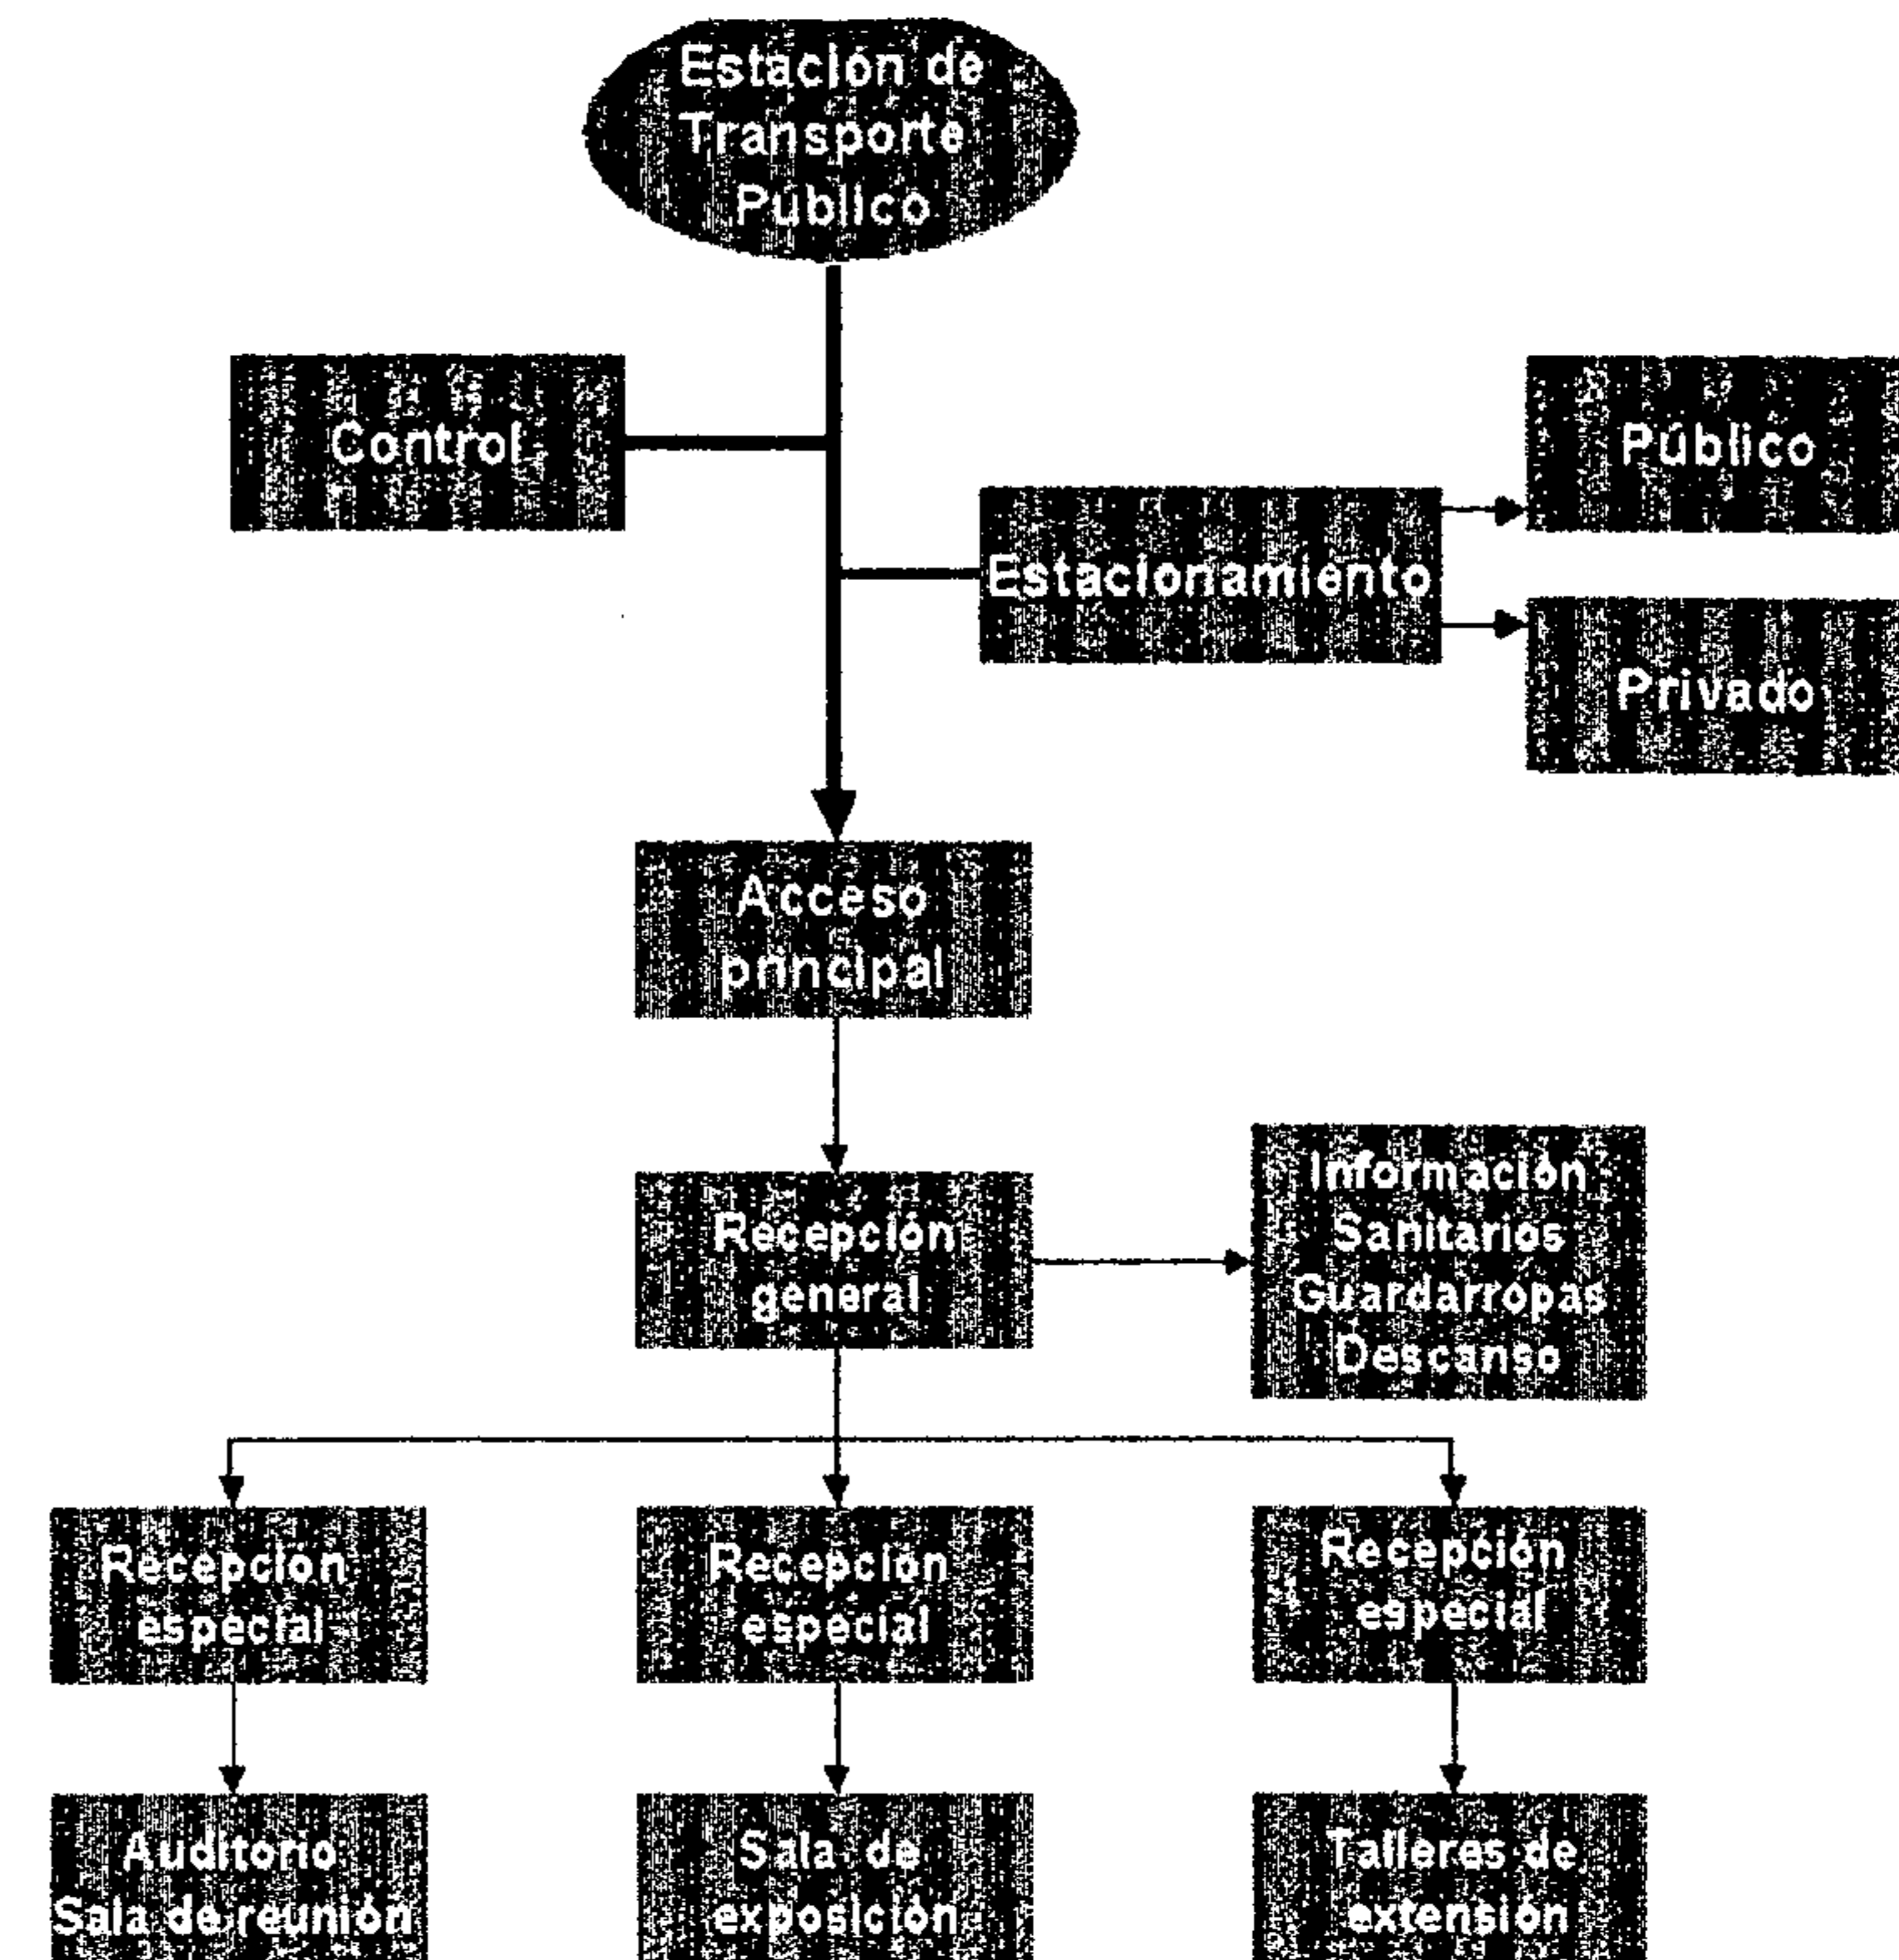 Estación de
Transporte
Público
Control
Público
Estacionamiento
Privado
Acceso
principal
Recepción
general
Información
Sanitarios
Guardarropas
Descanso
Recepción
especial
Recepción
especial
Recepción
especial
Auditorio
Sala de reunión
Sala de
exposición
Talleres de
extensión